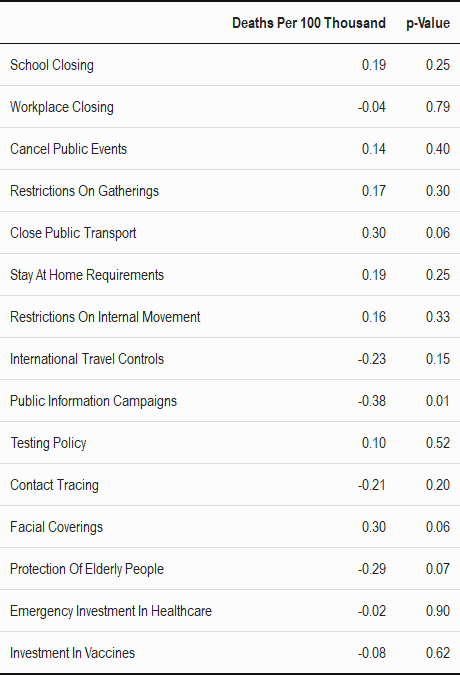 Deaths Per 100 Thousand p-Value
School Closing 0.19 0.25
Workplace Closing -0.04 0.79
Cancel Public Events 0.14 0.40
Restrictions On Gatherings 0.17 0.30
Close Public Transport 0.30 0.06
Stay At Home Requirements 0.19 0.25
Restrictions On Internal Movement 0.16 0.33
International Travel Controls -0.23 0.15
Public Information Campaigns -0.38 0.01
Testing Policy 0.10 0.52
Contact Tracing -0.21 0.20
Facial Coverings 0.30 0.06
Protection Of Elderly People -0.29 0.07
Emergency Investment In Healthcare -0.02 0.90
Investment In Vaccines -0.08 0.62